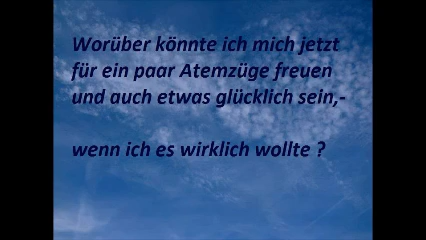 Worüber könnte ich mich jetzt
für ein paar Atemzüge freuen
und auch etwas glücklich sein,-
wenn ich es wirklich wollte ?